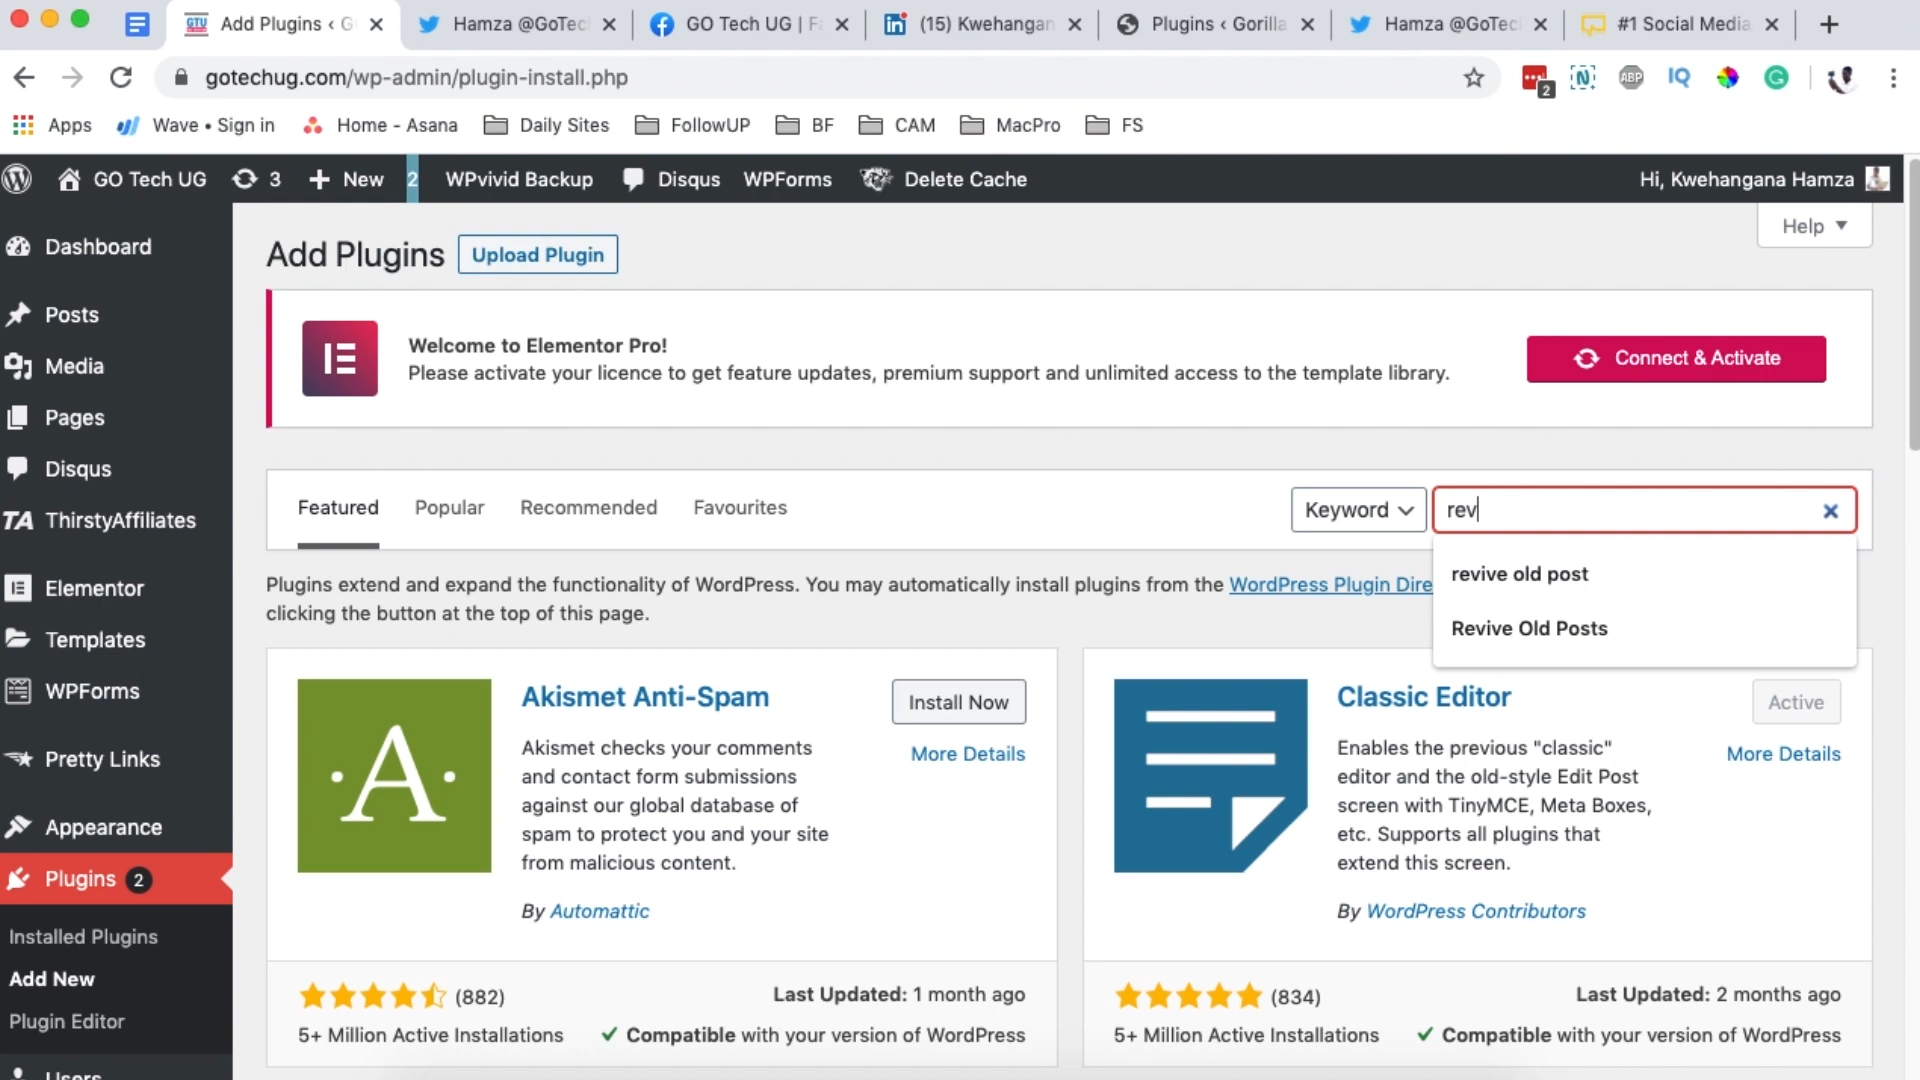 Add Plugins ‹ G
Hamza @GoTec
GO Tech UG | Fa
(15) Kwehangan
Plugins ‹ Gorilla
Hamza @GoTec
#1 Social Media
gotechug.com/wp-admin/plugin-install.php
2
ABP
IQ
Apps
Wave • Sign in
Home - Asana
Daily Sites
FollowUP
BF
CAM
MacPro
FS
GO Tech UG
3
New
2
WPvivid Backup
Disqus
WPForms
Delete Cache
Hi, Kwehangana Hamza
Help
Dashboard
Posts
Media
Pages
Disqus
TA ThirstyAffiliates
Elementor
Templates
WPForms
Pretty Links
Appearance
Plugins 2
Installed Plugins
Add New
Plugin Editor
Users
Add Plugins
Upload Plugin
Welcome to Elementor Pro!
Please activate your licence to get feature updates, premium support and unlimited access to the template library.
Connect & Activate
Featured
Popular
Recommended
Favourites
Keyword
rev
revive old post
Revive Old Posts
Plugins extend and expand the functionality of WordPress. You may automatically install plugins from the WordPress Plugin Dire
clicking the button at the top of this page.
A
Akismet Anti-Spam
Install Now
More Details
Akismet checks your comments
and contact form submissions
against our global database of
spam to protect you and your site
from malicious content.
By Automattic
(882)
Last Updated: 1 month ago
5+ Million Active Installations
Compatible with your version of WordPress
Classic Editor
Active
More Details
Enables the previous "classic"
editor and the old-style Edit Post
screen with TinyMCE, Meta Boxes,
etc. Supports all plugins that
extend this screen.
By WordPress Contributors
(834)
Last Updated: 2 months ago
5+ Million Active Installations
Compatible with your version of WordPress